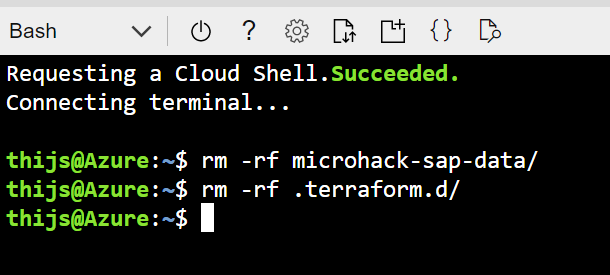 Bash
?
{}
Requesting a Cloud Shell.Succeeded.
Connecting terminal...
thijs@Azure:~$ rm -rf microhack-sap-data/
thijs@Azure:~$ rm -rf .terraform.d/
thijs@Azure:~$